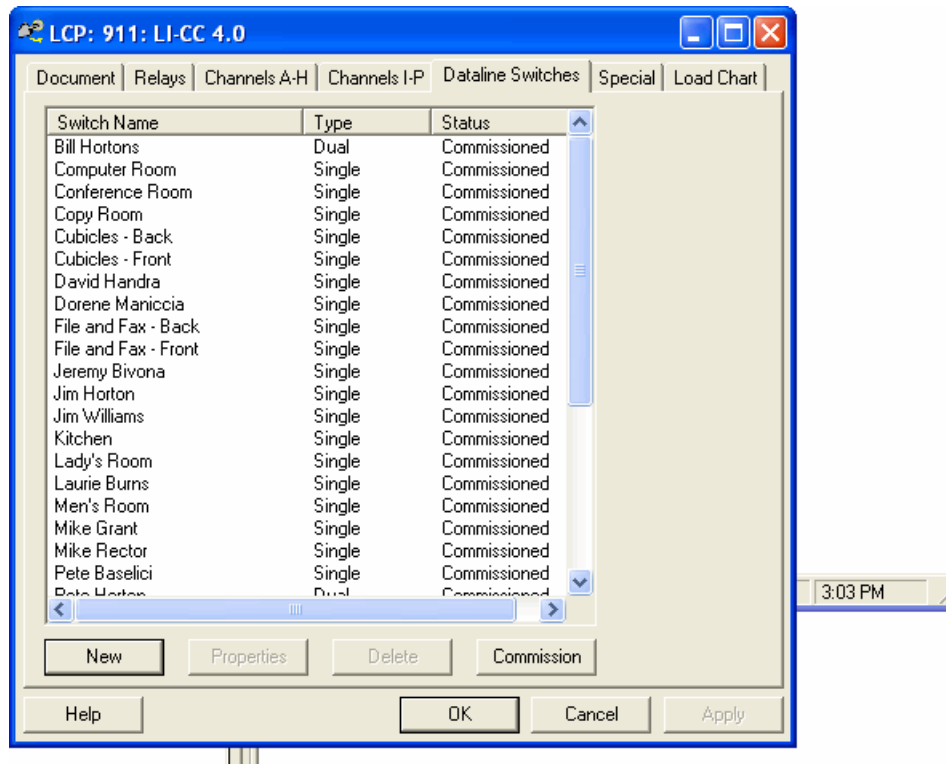 LCP: 911: LI-CC 4.0
Document Relays Channels A-H Channels I-P Dataline Switches Special Load Chart
Switch Name Type Status
Bill Hortons Dual Commissioned
Computer Room Single Commissioned
Conference Room Single Commissioned
Copy Room Single Commissioned
Cubicles - Back Single Commissioned
Cubicles - Front Single Commissioned
David Handra Single Commissioned
Dorene Maniccia Single Commissioned
File and Fax - Back Single Commissioned
File and Fax - Front Single Commissioned
Jeremy Bivona Single Commissioned
Jim Horton Single Commissioned
Jim Williams Single Commissioned
Kitchen Single Commissioned
Lady's Room Single Commissioned
Laurie Burns Single Commissioned
Men's Room Single Commissioned
Mike Grant Single Commissioned
Mike Rector Single Commissioned
Pete Baselici Single Commissioned
Pete Horton Dual Commissioned
3:03 PM
New Properties Delete Commission
Help OK Cancel Apply